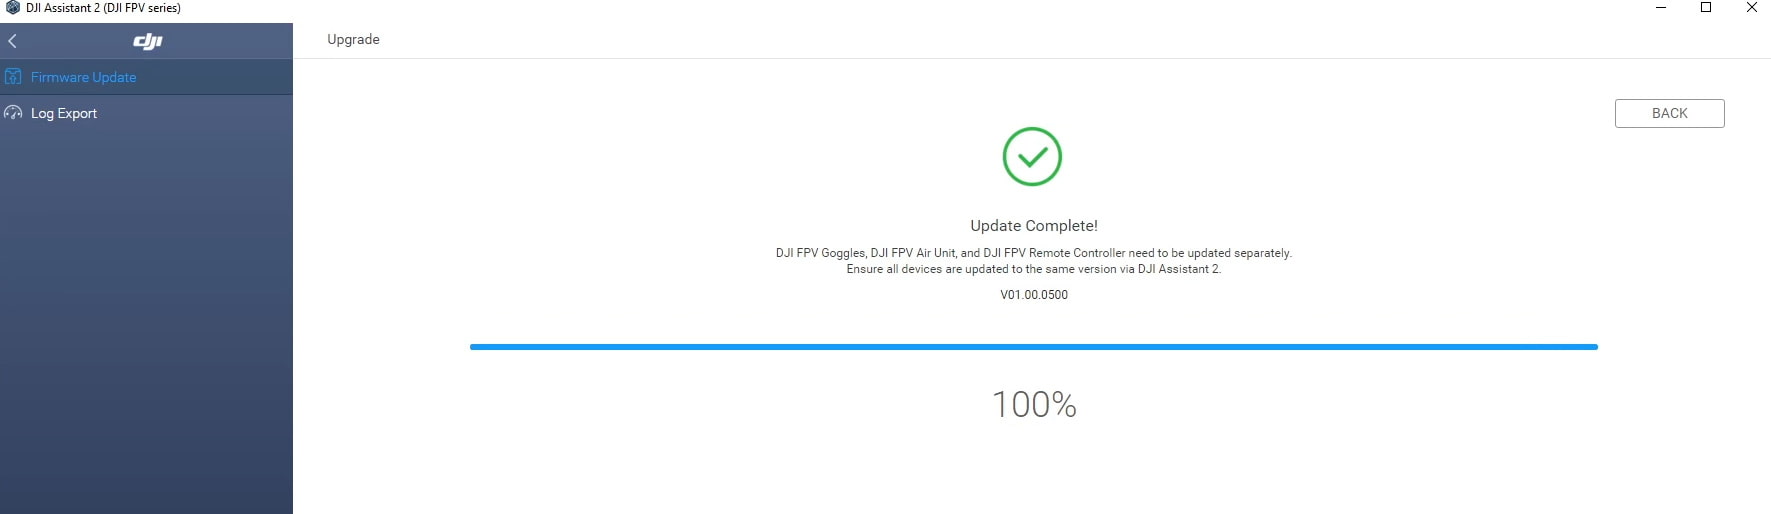 DJI Assistant 2 (DJI FPV series)
dji
Upgrade
Firmware Update
Log Export
BACK
Update Complete!
DJI FPV Goggles, DJI FPV Air Unit, and DJI FPV Remote Controller need to be updated separately.
Ensure all devices are updated to the same version via DJI Assistant 2.
V01.00.0500
100%